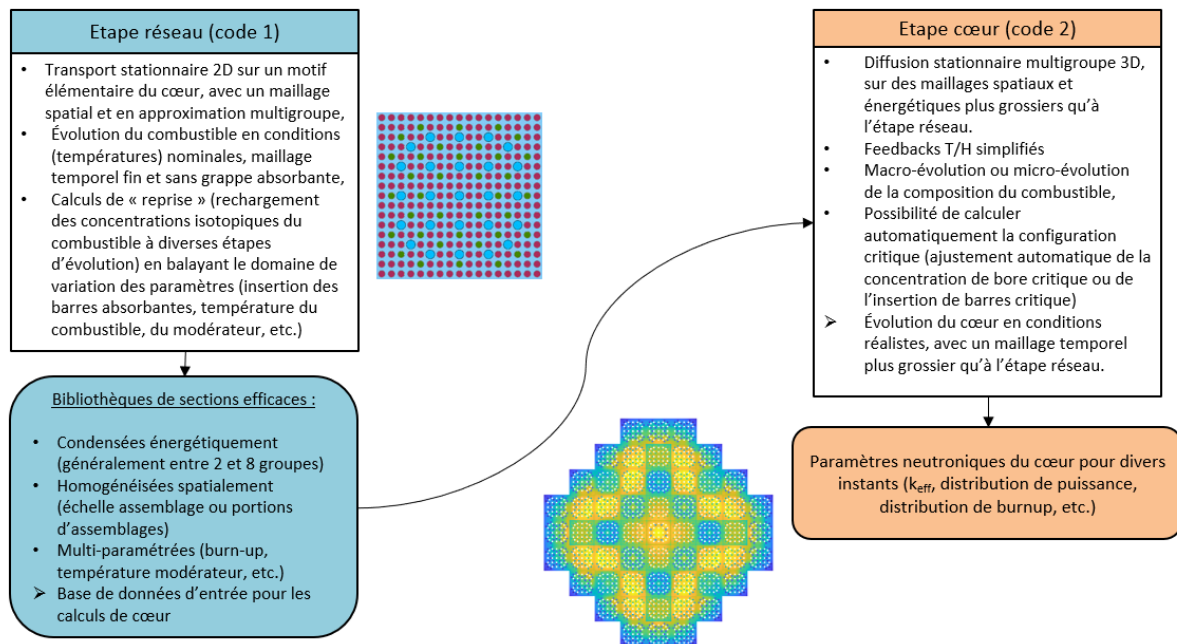 Etape réseau (code 1)
• Transport stationnaire 2D sur un motif
élémentaire du cœur, avec un maillage
spatial et en approximation multigroupe,
• Évolution du combustible en conditions
(températures) nominales, maillage
temporel fin et sans grappe absorbante,
• Calculs de « reprise » (rechargement
des concentrations isotopiques du
combustible à diverses étapes
d’évolution) en balayant le domaine de
variation des paramètres (insertion des
barres absorbantes, température du
combustible, du modérateur, etc.)
Bibliothèques de sections efficaces :
• Condensées énergétiquement
(généralement entre 2 et 8 groupes)
• Homogénéisées spatialement
(échelle assemblage ou portions
d’assemblages)
• Multi-paramétrées (burn-up,
température modérateur, etc.)
➢ Base de données d’entrée pour les
calculs de cœur
Etape cœur (code 2)
• Diffusion stationnaire multigroupe 3D,
sur des maillages spatiaux et
énergétiques plus grossiers qu’à
l’étape réseau.
• Feedbacks T/H simplifiés
• Macro-évolution ou micro-évolution
de la composition du combustible,
• Possibilité de calculer
automatiquement la configuration
critique (ajustement automatique de la
concentration de bore critique ou de
l’insertion de barres critique)
➢ Évolution du cœur en conditions
réalistes, avec un maillage temporel
plus grossier qu’à l’étape réseau.
Paramètres neutroniques du cœur pour divers
instants (keff, distribution de puissance,
distribution de burnup, etc.)